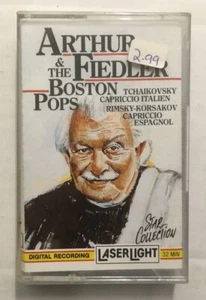 ARTHUR
& THE FIEDLER
BOSTON
POPS
2.99
TCHAIKOVSKY
CAPRICCIO ITALIEN
RIMSKY-KORSAKOV
CAPRICCIO
ESPAGNOL
STAR
COLLECTION
DIGITAL RECORDING
LASERLIGHT
52 MIN